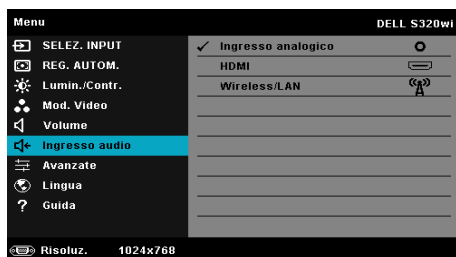 Menu DELL S320wi
SELEZ. INPUT
REG. AUTOM.
Lumin./Contr.
Mod. Video
Volume
Ingresso audio
Avanzate
Lingua
? Guida
✓ Ingresso analogico
HDMI
Wireless/LAN
Risoluz. 1024x768